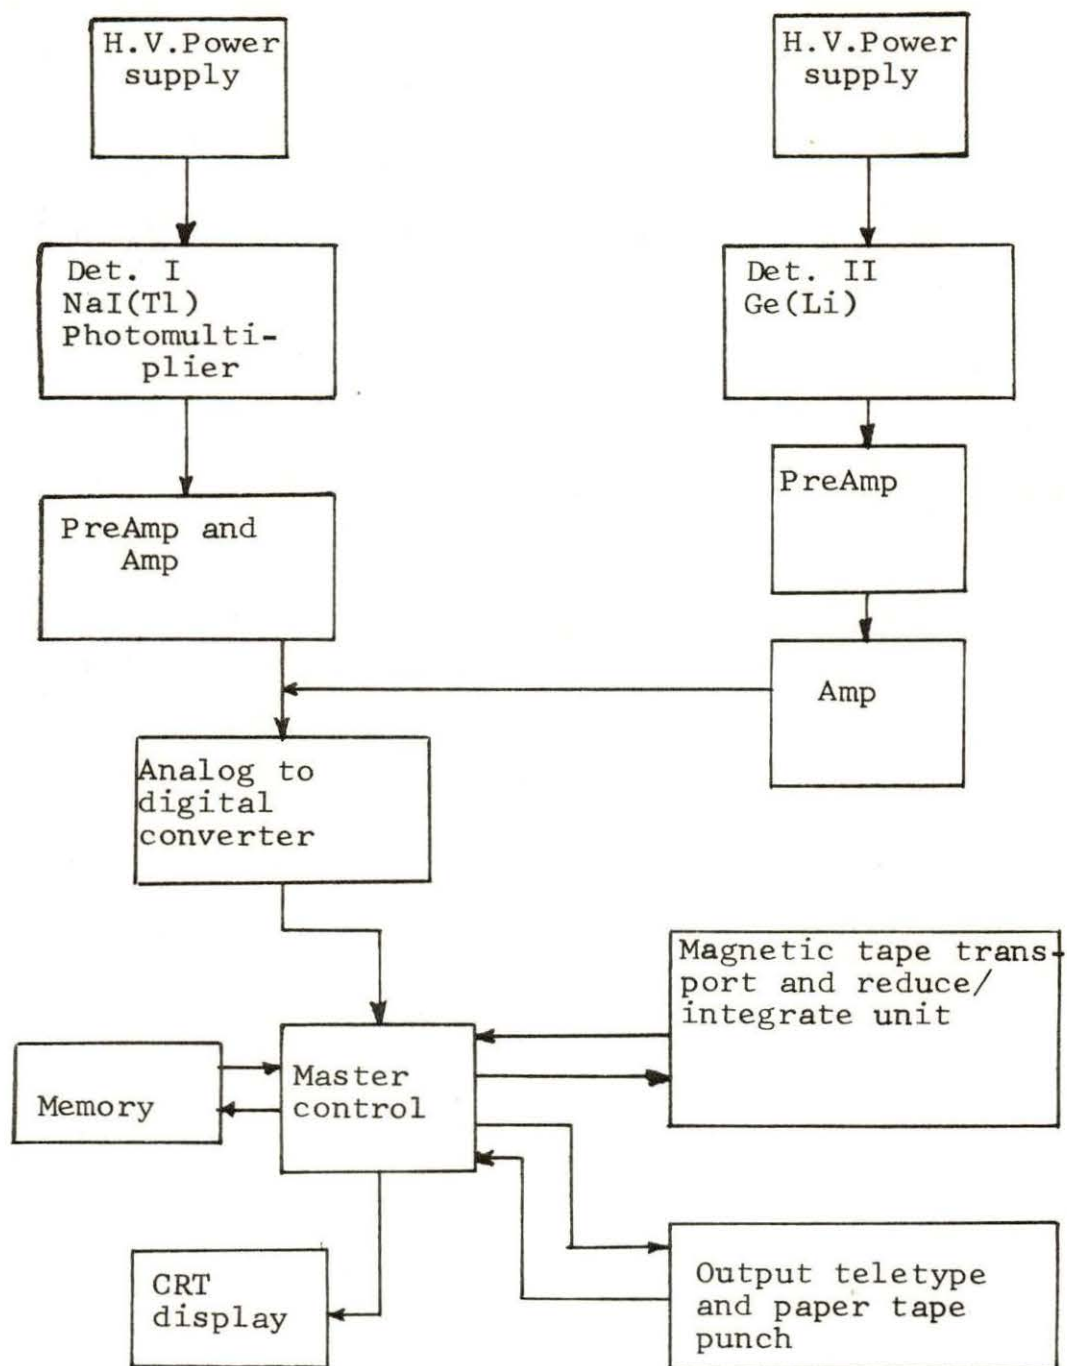 H.V.Power
supply
H.V.Power
supply
Det. I
NaI(Tl)
Photomulti-
plier
Det. II
Ge(Li)
PreAmp
PreAmp and
Amp
Amp
Analog to
digital
converter
Magnetic tape trans-
port and reduce/
integrate unit
Memory
Master
control
CRT
display
Output teletype
and paper tape
punch